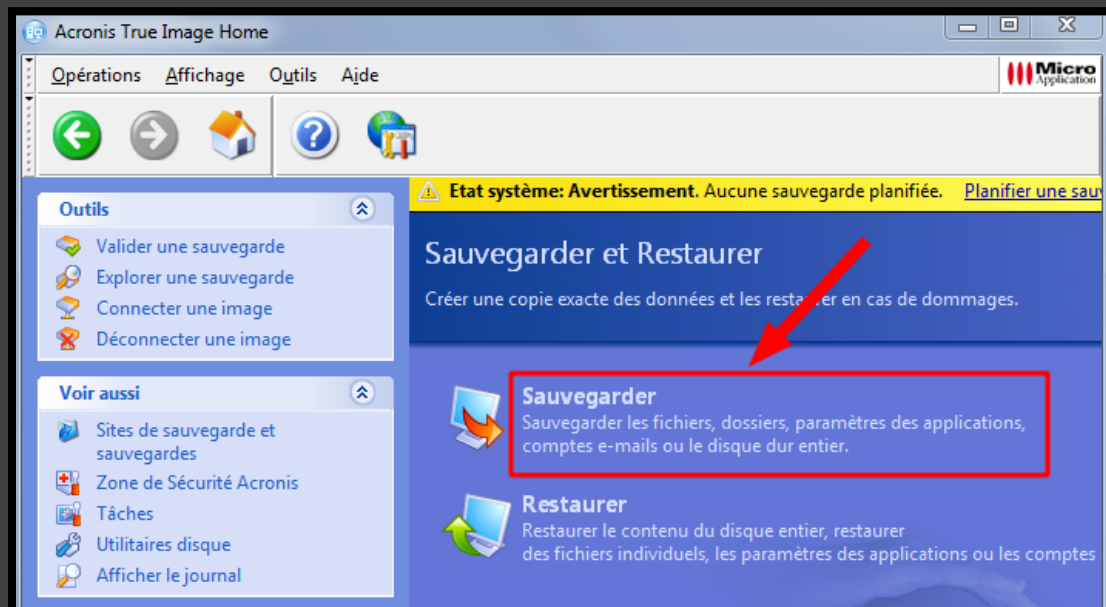 Acronis True Image Home
Opérations Affichage Outils Aide
Micro
Application
Etat système: Avertissement. Aucune sauvegarde planifiée. Planifier une
Outils
Valider une sauvegarde
Explorer une sauvegarde
Connecter une image
Déconnecter une image
Voir aussi
Sites de sauvegarde et
sauvegardes
Zone de Sécurité Acronis
Tâches
Utilitaires disque
Afficher le journal
Sauvegarder et Restaurer
Créer une copie exacte des données et les restaurer en cas de dommages.
Sauvegarder
Sauvegarder les fichiers, dossiers, paramètres des applications,
comptes e-mails ou le disque dur entier.
Restaurer
Restaurer le contenu du disque entier, restaurer
des fichiers individuels, les paramètres des applications ou les comptes